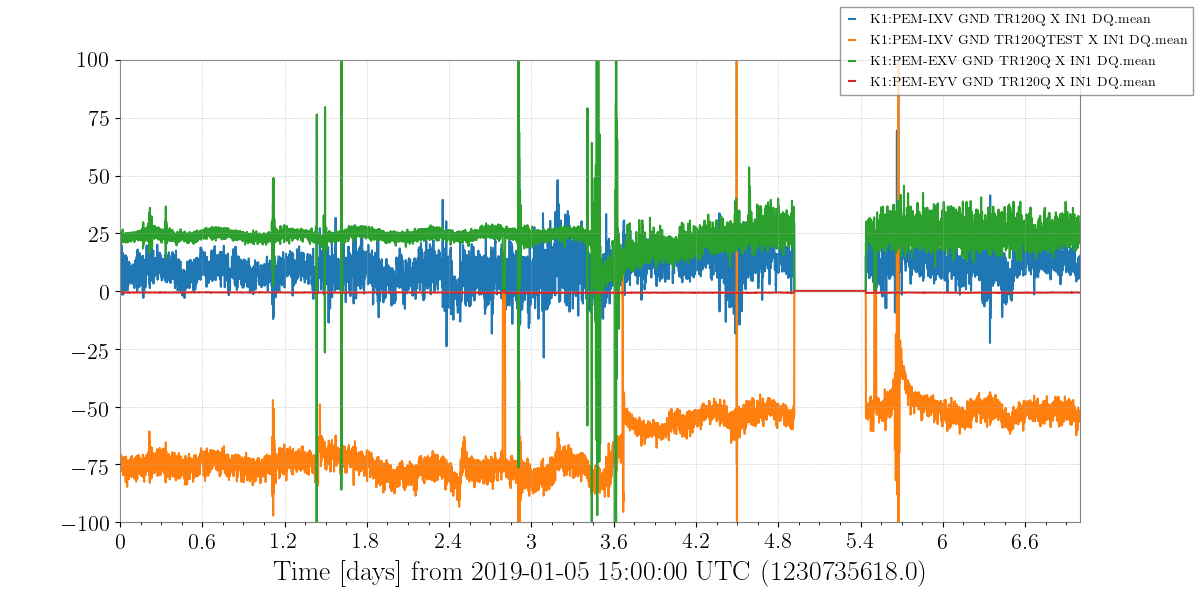 K1:PEM-IXV GND TR120Q X IN1 DQ.mean
K1:PEM-IXV GND TR120QTEST X IN1 DQ.mean
K1:PEM-EXV GND TR120Q X IN1 DQ.mean
K1:PEM-EYV GND TR120Q X IN1 DQ.mean
100
75
50
25
0
−25
−50
−75
−100
0 0.6 1.2 1.8 2.4 3 3.6 4.2 4.8 5.4 6 6.6
Time [days] from 2019-01-05 15:00:00 UTC (1230735618.0)